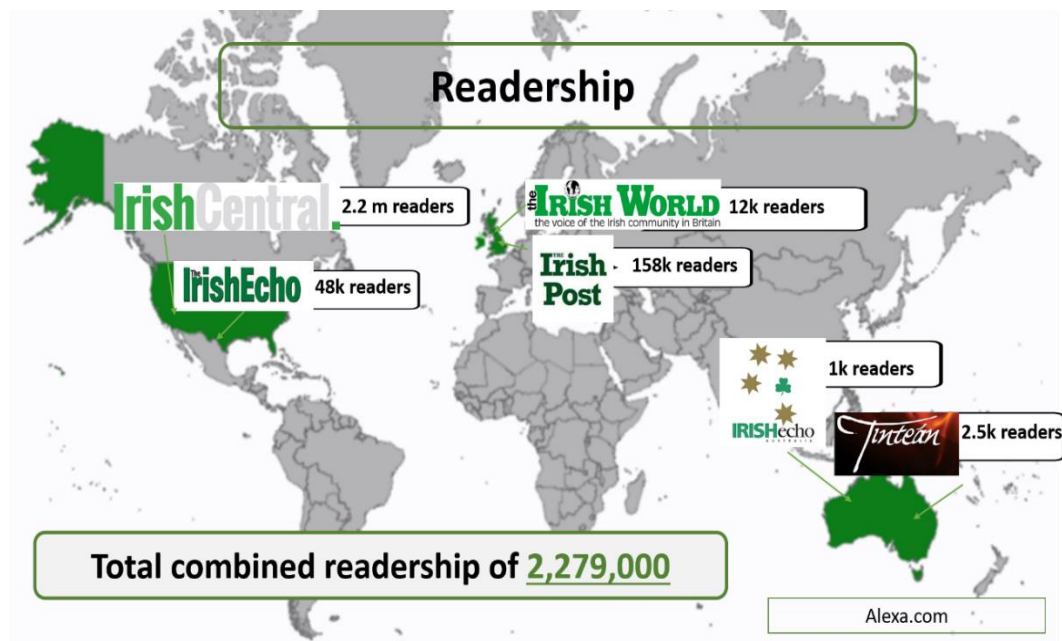 Readership
IrishCentral.
2.2 m readers
The
IrishEcho
48k readers
the IRISH WORLD
the voice of the Irish community in Britain
12k readers
THE
Irish
Post
158k readers
1k readers
IRISHecho
AUSTRALIA
Tinteán
2.5k readers
Total combined readership of 2,279,000
Alexa.com